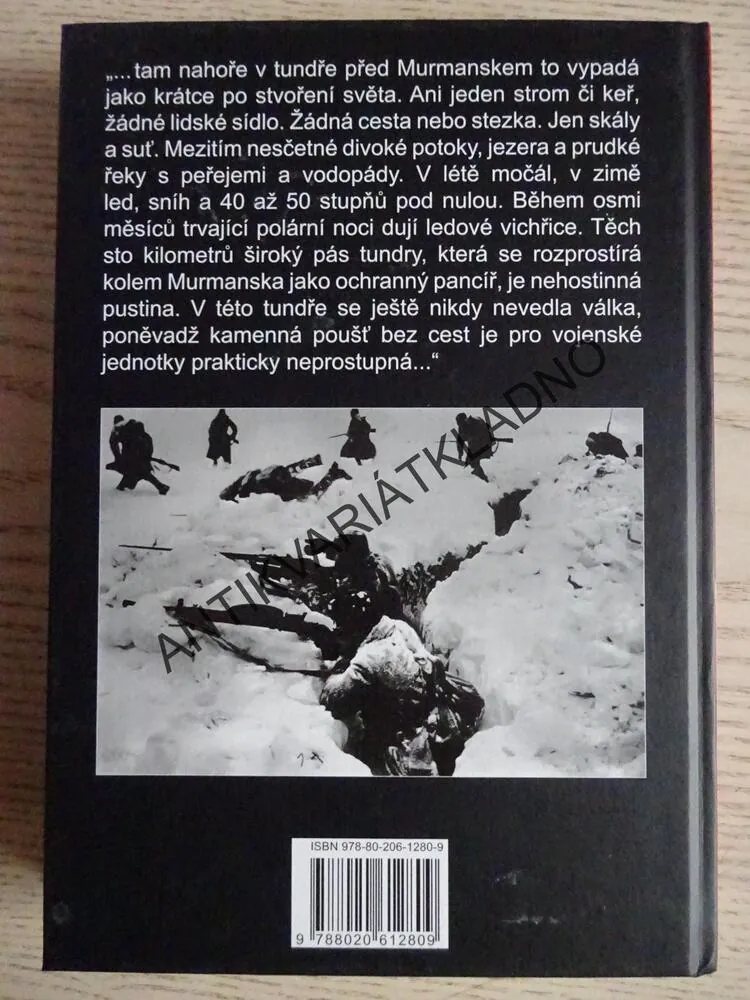 „...tam nahoře v tundře před Murmanskem to vypadá
jako krátce po stvoření světa. Ani jeden strom či keř,
žádné lidské sídlo. Žádná cesta nebo stezka. Jen skály
a suť. Mezitím nesčetné divoké potoky, jezera a prudké
řeky s peřejemi a vodopády. V létě močál, v zimě
led, sníh a 40 až 50 stupňů pod nulou. Během osmi
měsíců trvající polární noci dují ledové vichřice. Těch
sto kilometrů široký pás tundry, která se rozprostírá
kolem Murmanska jako ochranný pancíř, je nehostinná
pustina. V této tundře se ještě nikdy nevedla válka,
poněvadž kamenná poušť bez cest je pro vojenské
jednotky prakticky neprostupná...“
ANTIKVARIÁTKLADNO
ISBN 978-80-206-1280-9
9 788020 612809